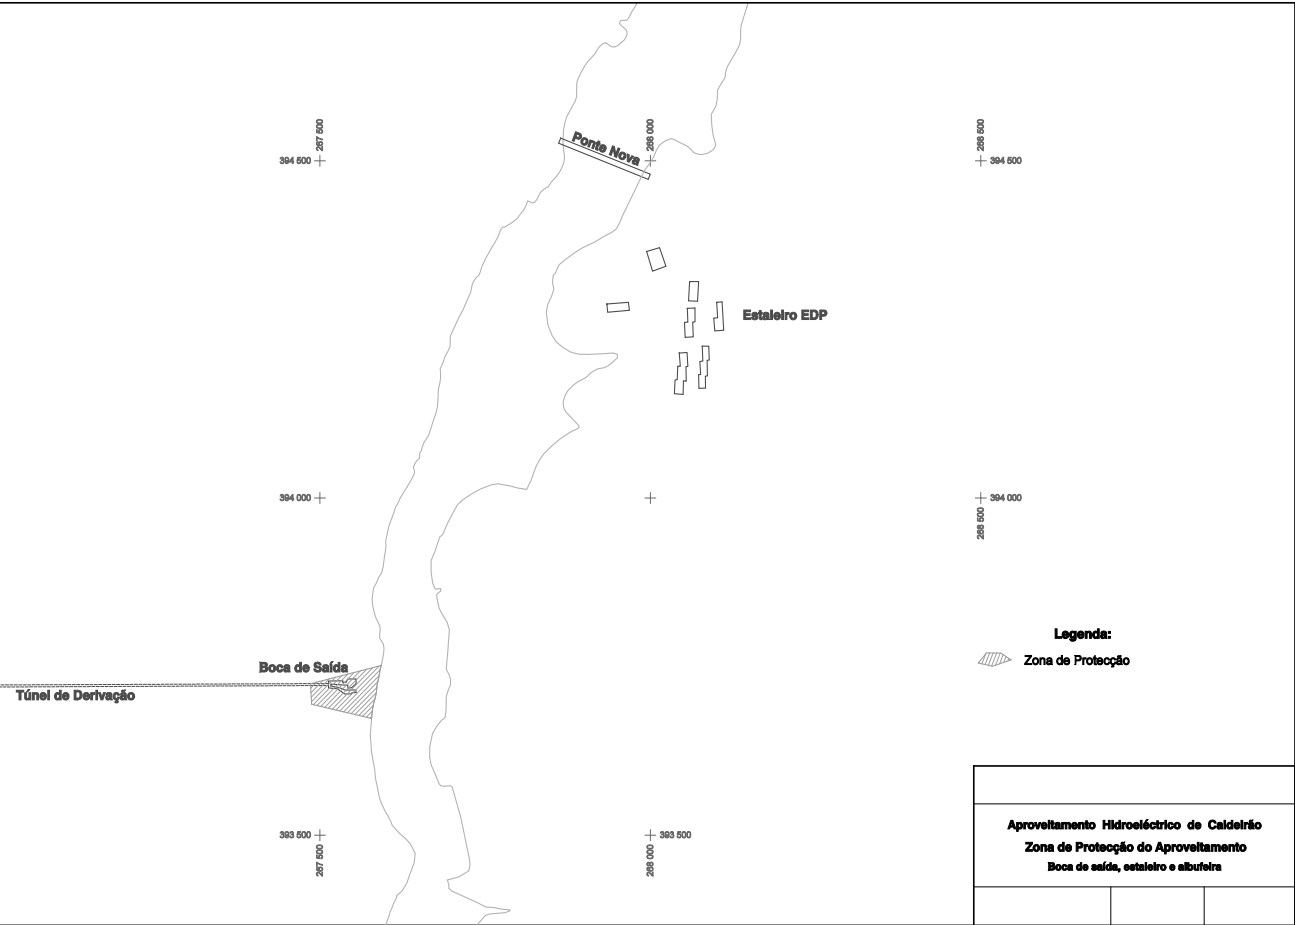 267 500
268 000
268 500
Ponte Nova
394 500
394 500
Estaleiro EDP
394 000
394 000
268 500
Legenda:
Zona de Protecção
Boca de Saída
Túnel de Derivação
393 500
393 500
267 500
268 000
Aproveitamento Hidroeléctrico de Caldeirão
Zona de Protecção do Aproveitamento
Boca de saída, estaleiro e albufeira